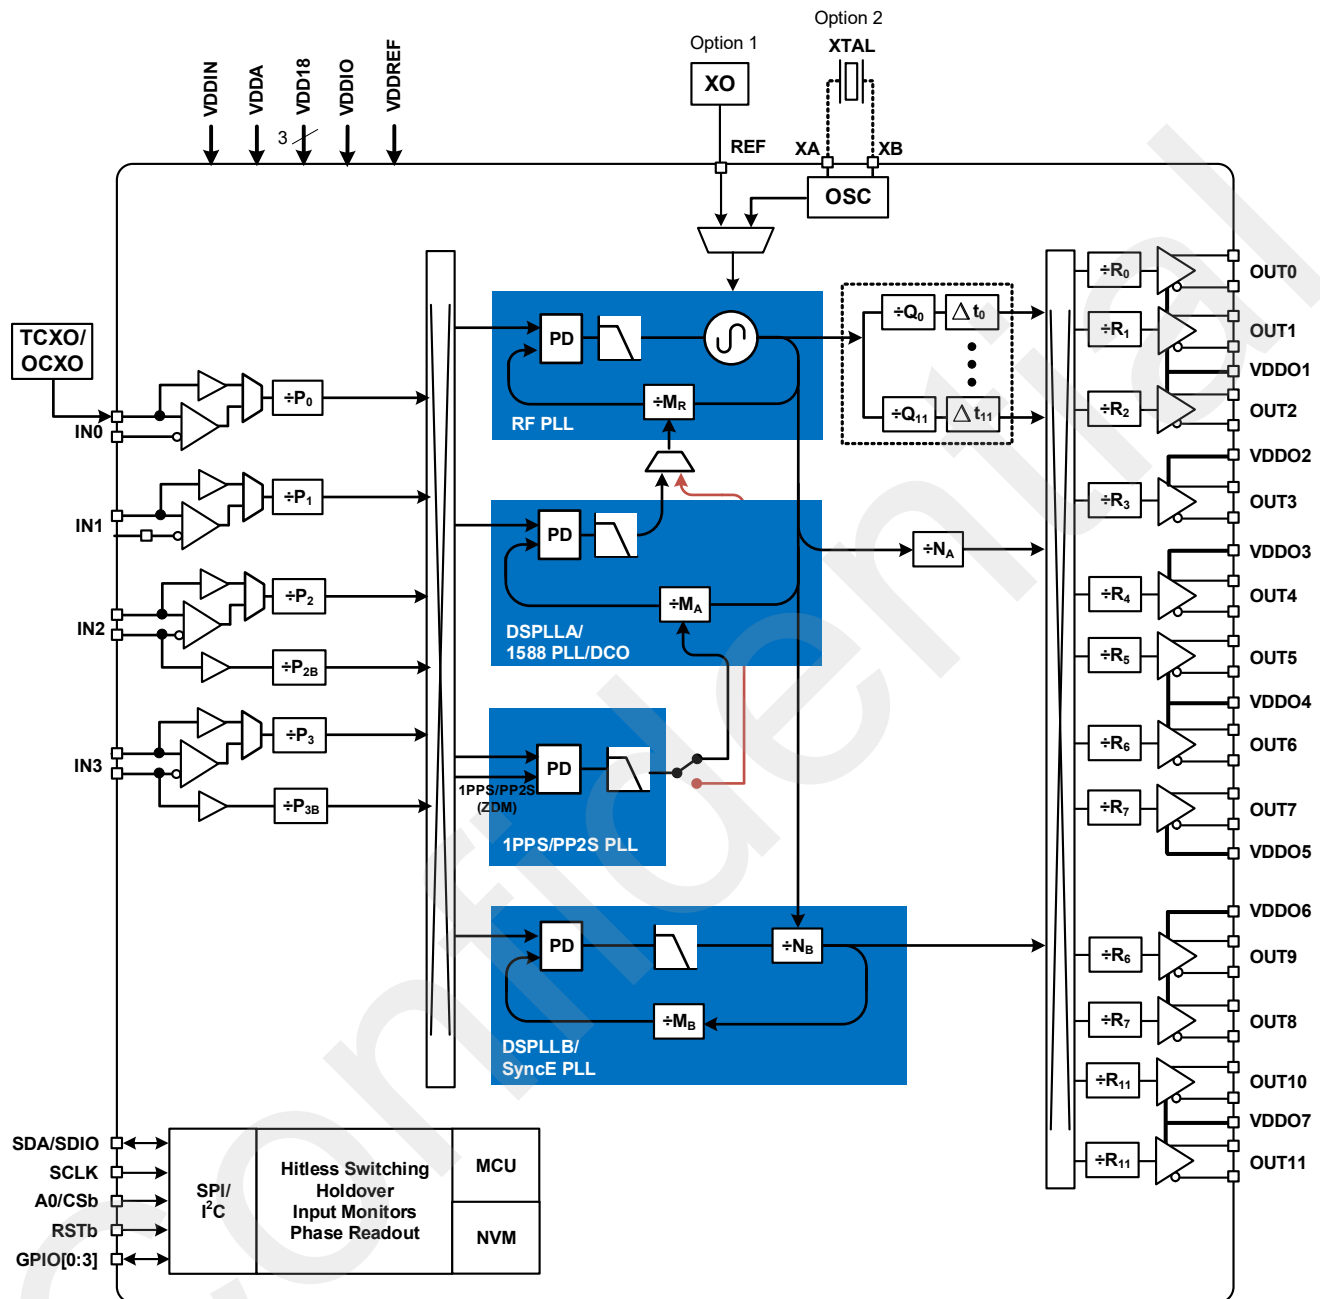 Option 2
Option 1
XTAL
XO
VDDIN
VDDA
VDD18
VDDIO
VDDREF
3
REF
XA
XB
OSC
TCXO/
OCXO
IN0
÷P0
IN1
÷P1
IN2
÷P2
÷P2B
IN3
÷P3
÷P3B
PD
÷MR
RF PLL
÷Q0
Δt0
÷Q11
Δt11
PD
÷MA
DSPLLA/
1588 PLL/DCO
÷NA
1PPS/PP2S
(ZDM)
PD
1PPS/PP2S PLL
PD
÷NB
÷MB
DSPLLB/
SyncE PLL
÷R0
OUT0
÷R1
OUT1
VDDO1
÷R2
OUT2
VDDO2
÷R3
OUT3
VDDO3
÷R4
OUT4
÷R5
OUT5
VDDO4
÷R6
OUT6
÷R7
OUT7
VDDO5
VDDO6
÷R6
OUT9
÷R7
OUT8
÷R11
OUT10
VDDO7
÷R11
OUT11
SDA/SDIO
SCLK
A0/CSb
RSTb
GPIO[0:3]
SPI/
I²C
Hitless Switching
Holdover
Input Monitors
Phase Readout
MCU
NVM
Confidential